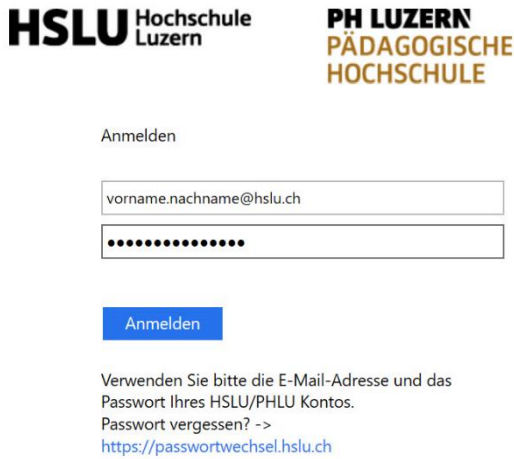 HSLU Hochschule
Luzern
PH LUZERN
PÄDAGOGISCHE
HOCHSCHULE
Anmelden
vorname.nachname@hslu.ch
•••••••••••••••
Anmelden
Verwenden Sie bitte die E-Mail-Adresse und das
Passwort Ihres HSLU/PHLU Kontos.
Passwort vergessen? ->
https://passwortwechsel.hslu.ch